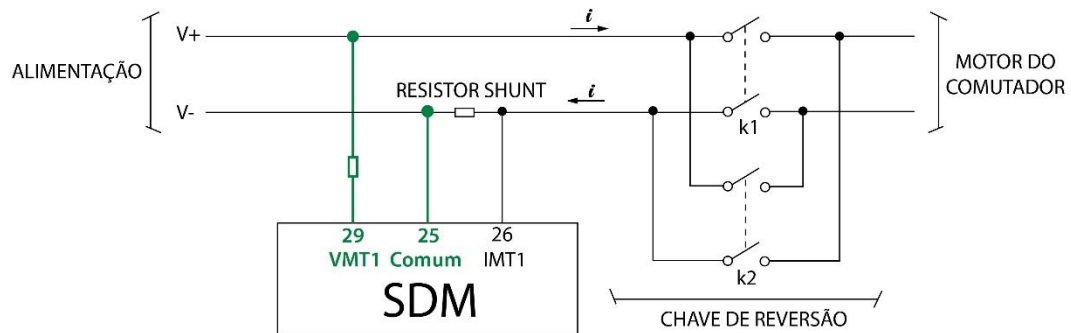 i
V+
ALIMENTAÇÃO
V-
RESISTOR SHUNT
i
k1
MOTOR DO
COMUTADOR
29
25
26
VMT1
Comum
IMT1
SDM
k2
CHAVE DE REVERSÃO